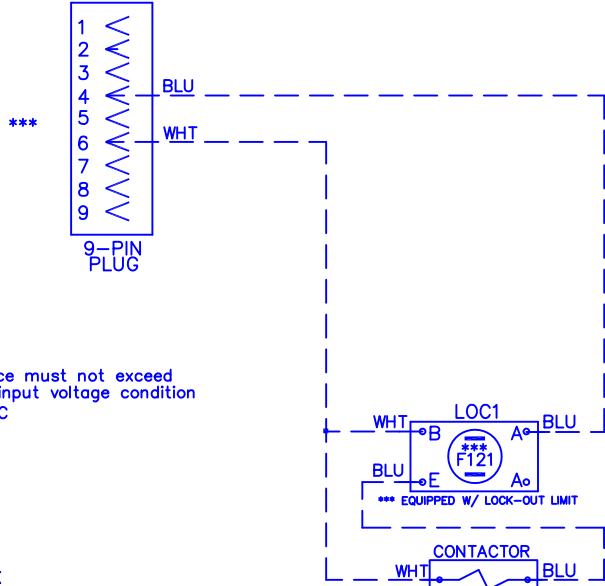 1
2
3
4 BLU
***
5
6 WHT
7
8
9
9-PIN
PLUG
ce must not exceed
input voltage condition
C
LOC1
WHT B A BLU
***
F121
BLU E A
*** EQUIPPED W/ LOCK-OUT LIMIT
CONTACTOR
WHT BLU